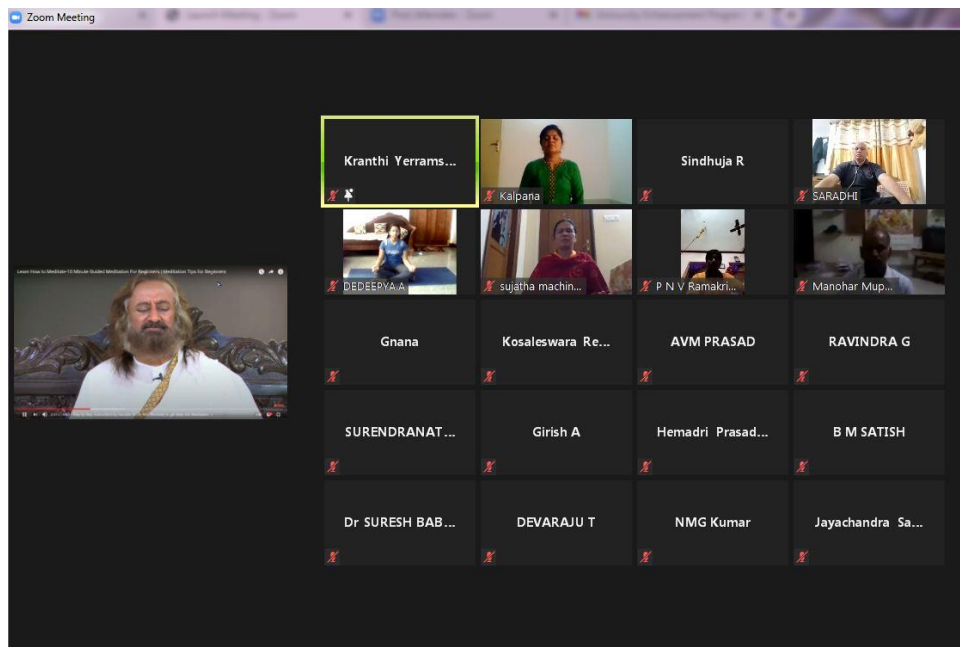 Zoom Meeting
Kranthi Yerrams...
Kalpana
Sindhuja R
SARADHI
DEDEEPYA A
sujatha machin...
P N V Ramakri...
Manohar Mup...
Learn How to Meditate-10 Minute Guided Meditation For Beginners | Meditation Tips for Beginners
Gnana
Kosaleswara Re...
AVM PRASAD
RAVINDRA G
SURENDRANAT...
Girish A
Hemadri Prasad...
B M SATISH
Dr SURESH BAB...
DEVARAJU T
NMG Kumar
Jayachandra Sa...